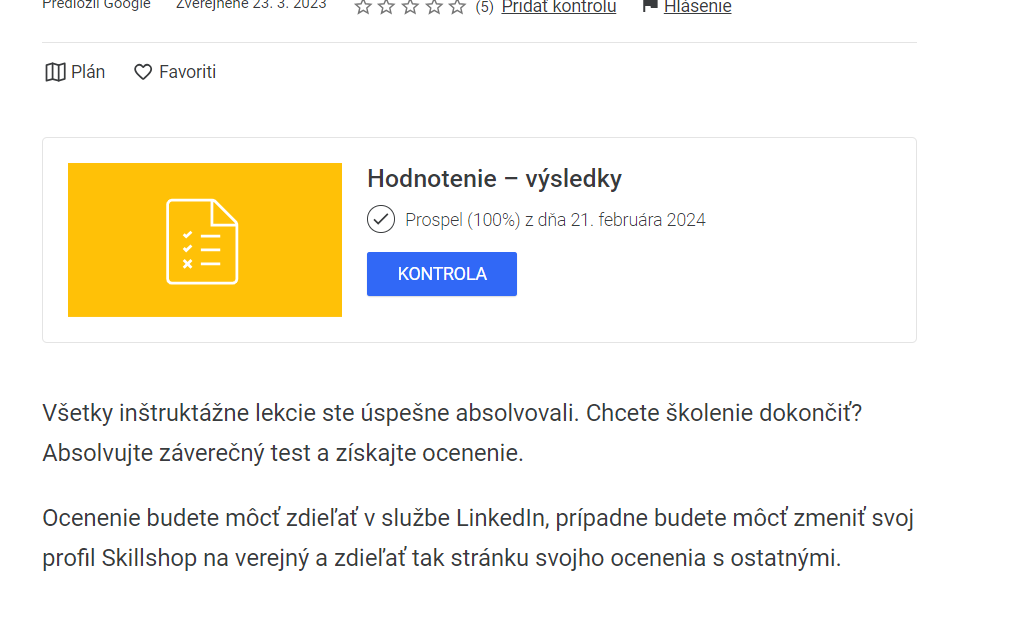 Predložil Google Zverejnené 23. 3. 2023 (5) Pridať kontrolu Hlásenie
Plán Favoriti
Hodnotenie – výsledky
Prospel (100%) z dňa 21. februára 2024
KONTROLA
Všetky inštruktážne lekcie ste úspešne absolvovali. Chcete školenie dokončiť?
Absolvujte záverečný test a získajte ocenenie.
Ocenenie budete môcť zdieľať v službe LinkedIn, prípadne budete môcť zmeniť svoj
profil Skillshop na verejný a zdieľať tak stránku svojho ocenenia s ostatnými.